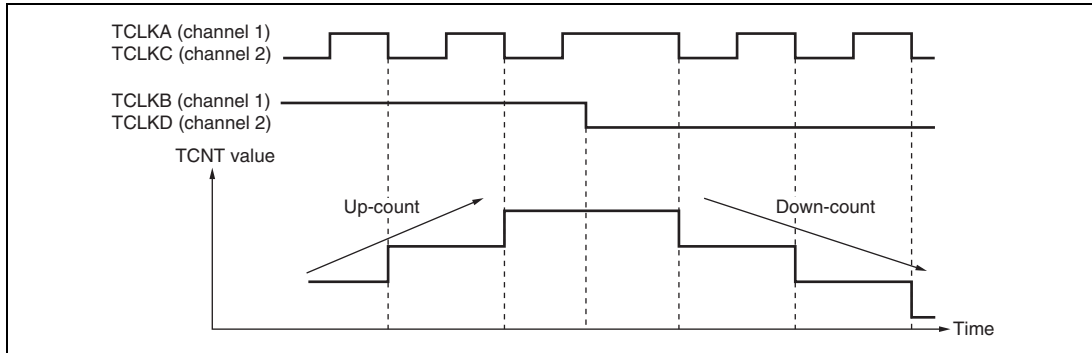 TCLKA (channel 1)
TCLKC (channel 2)
TCLKB (channel 1)
TCLKD (channel 2)
TCNT value
Up-count
Down-count
Time